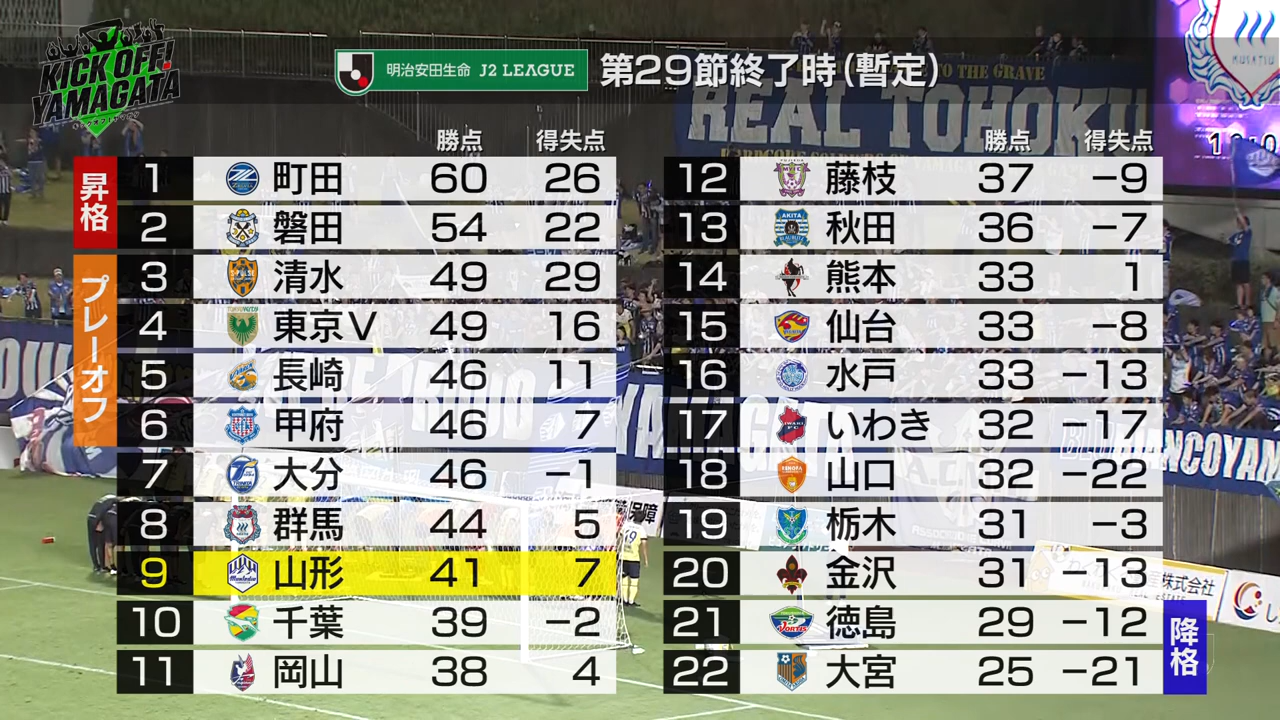 KICK OFF!
YAMAGATA
明治安田生命 J2 LEAGUE 第29節終了時(暫定)
TO THE GRAVE
REAL TOHOKU
勝点 得失点
昇格
1 町田 60 26
2 磐田 54 22
プレーオフ
3 清水 49 29
4 東京V 49 16
5 長崎 46 11
6 甲府 46 7
7 大分 46 −1
8 群馬 44 5
9 山形 41 7
10 千葉 39 −2
11 岡山 38 4
勝点 得失点
12 藤枝 37 −9
13 秋田 36 −7
14 熊本 33 1
15 仙台 33 −8
16 水戸 33 −13
17 いわき 32 −17
18 山口 32 −22
19 栃木 31 −3
20 金沢 31 −13
21 徳島 29 −12
22 大宮 25 −21
降格
株式会社